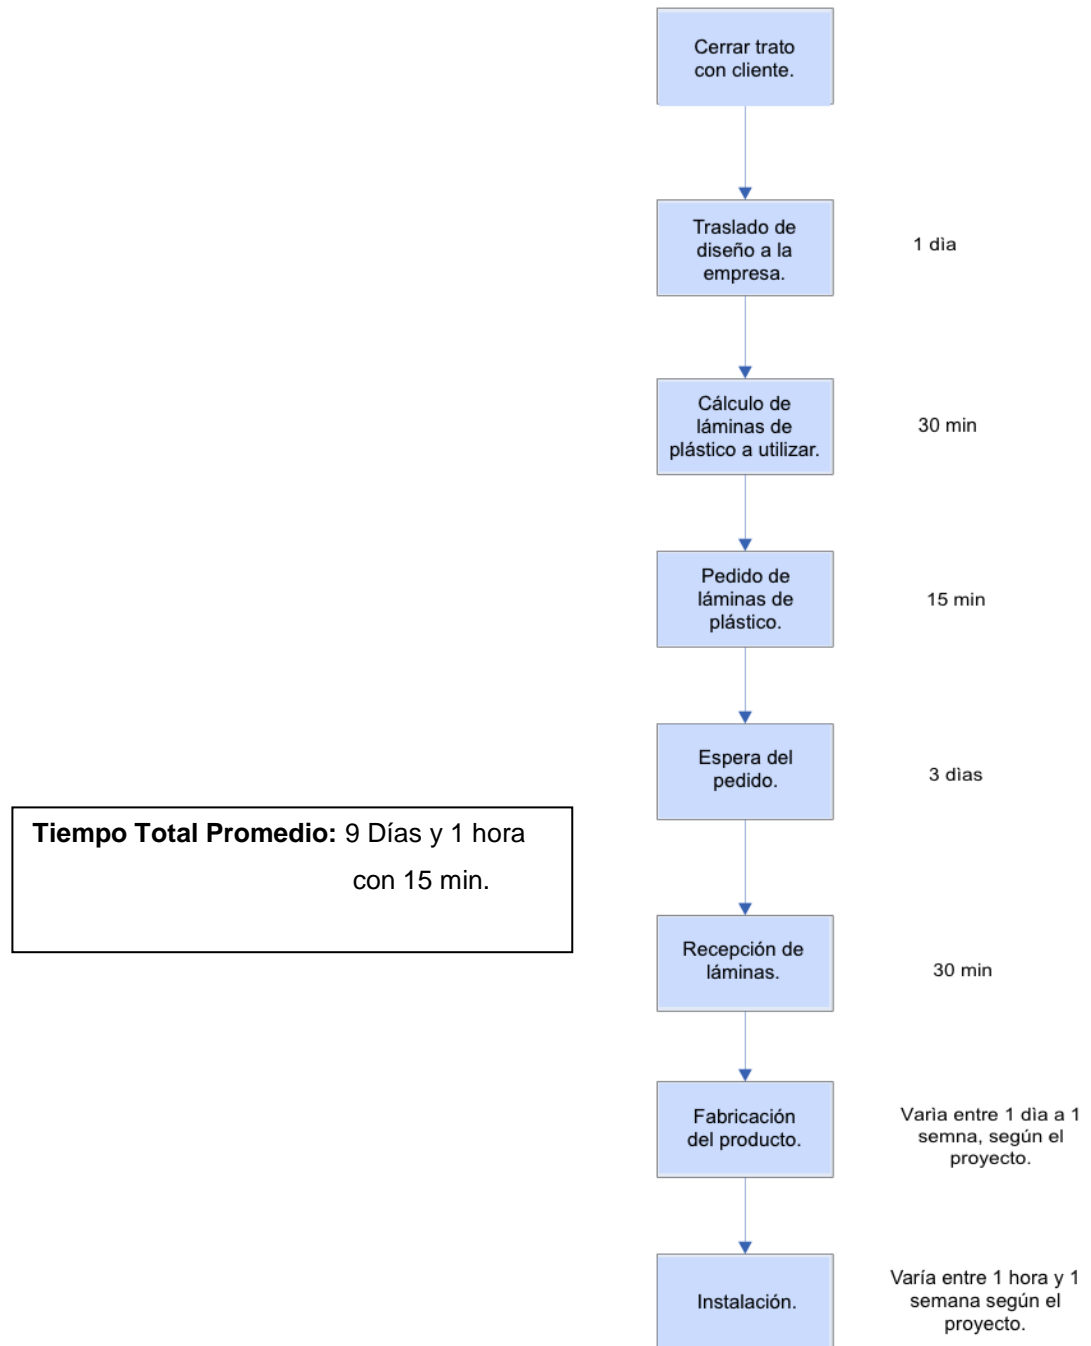 Cerrar trato
con cliente.
Traslado de
diseño a la
empresa.
1 dìa
Cálculo de
láminas de
plástico a utilizar.
30 min
Pedido de
láminas de
plástico.
15 min
Espera del
pedido.
3 dìas
Tiempo Total Promedio: 9 Días y 1 hora
con 15 min.
Recepción de
láminas.
30 min
Fabricación
del producto.
Varìa entre 1 dìa a 1
semna, según el
proyecto.
Instalación.
Varía entre 1 hora y 1
semana según el
proyecto.